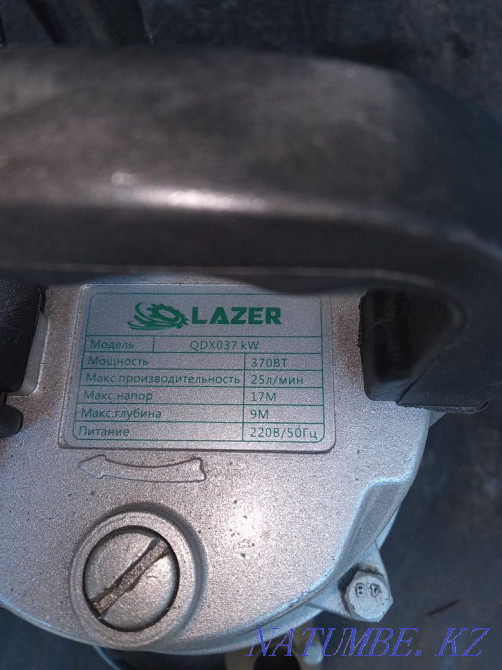 LAZER
Модель QDX037 kW
Мощность 370ВТ
Макс производительность 25л/мин
Макс.напор 17М
Макс.глубина 9М
Питание 220В/50Гц
NATUMBE.KZ